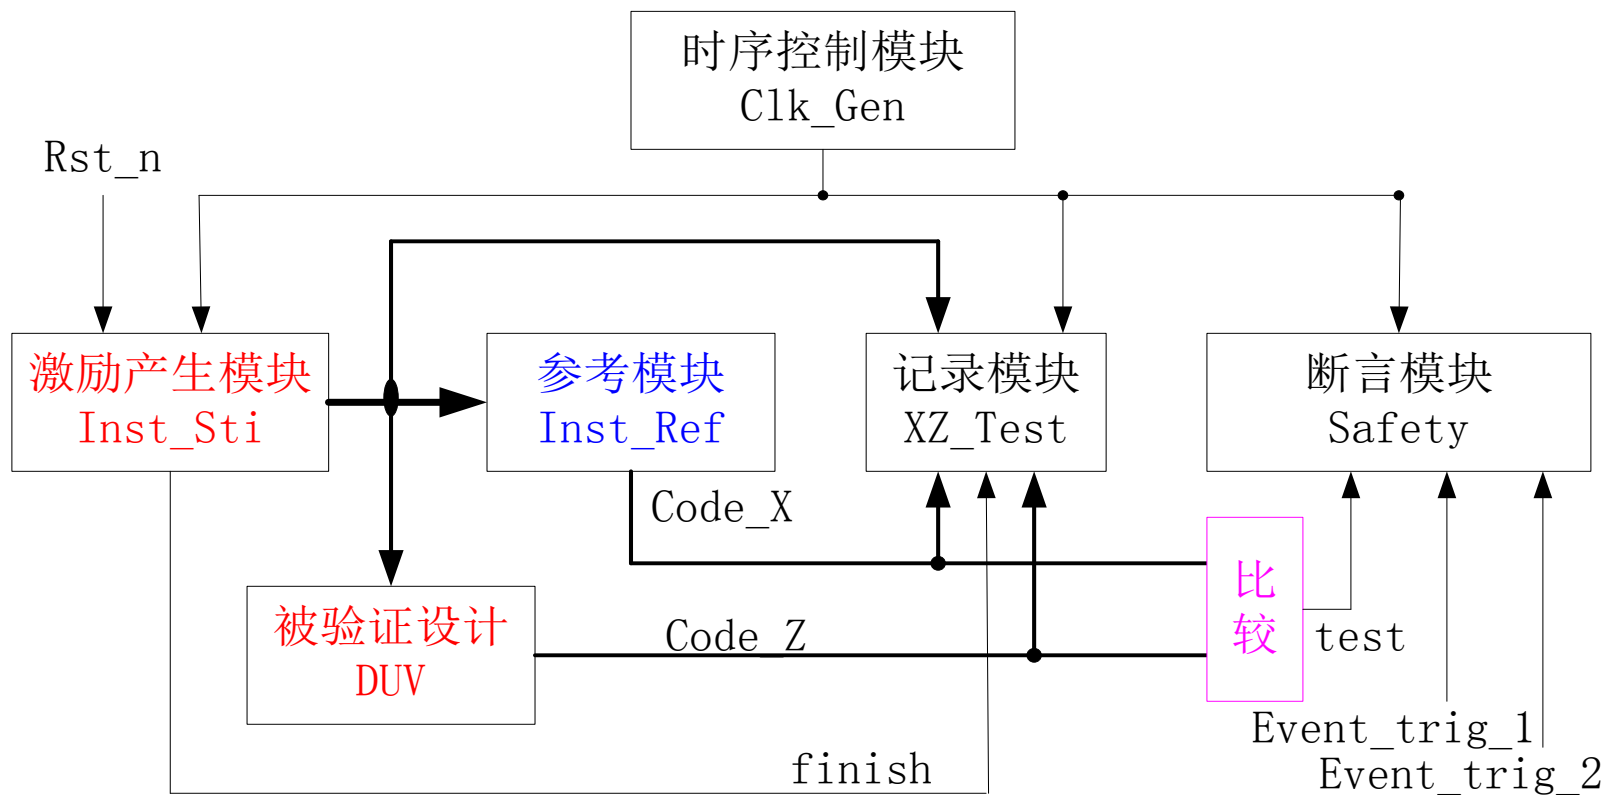 时序控制模块
Clk_Gen
Rst_n
激励产生模块
Inst_Sti
参考模块
Inst_Ref
记录模块
XZ_Test
断言模块
Safety
Code_X
比
较
被验证设计
DUV
Code_Z
test
Event_trig_1
finish
Event_trig_2